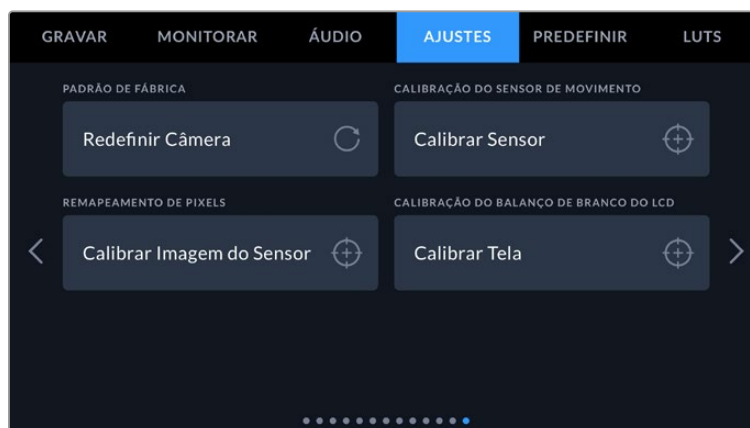 GRAVAR MONITORAR ÁUDIO AJUSTES PREDEFINIR LUTS
PADRÃO DE FÁBRICA
Redefinir Câmera
CALIBRAÇÃO DO SENSOR DE MOVIMENTO
Calibrar Sensor
REMAPEAMENTO DE PIXELS
Calibrar Imagem do Sensor
CALIBRAÇÃO DO BALANÇO DE BRANCO DO LCD
Calibrar Tela